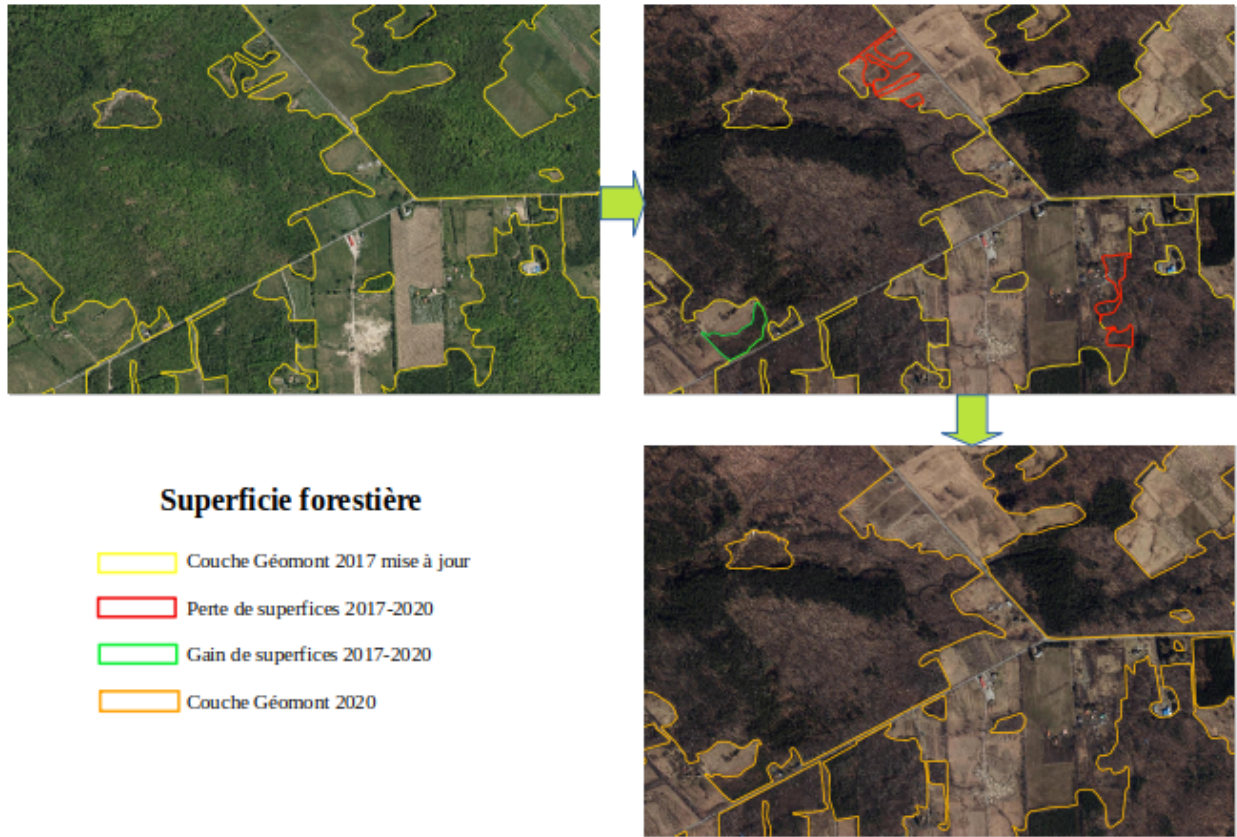 Superficie forestière
Couche Géomont 2017 mise à jour
Perte de superfices 2017-2020
Gain de superfices 2017-2020
Couche Géomont 2020